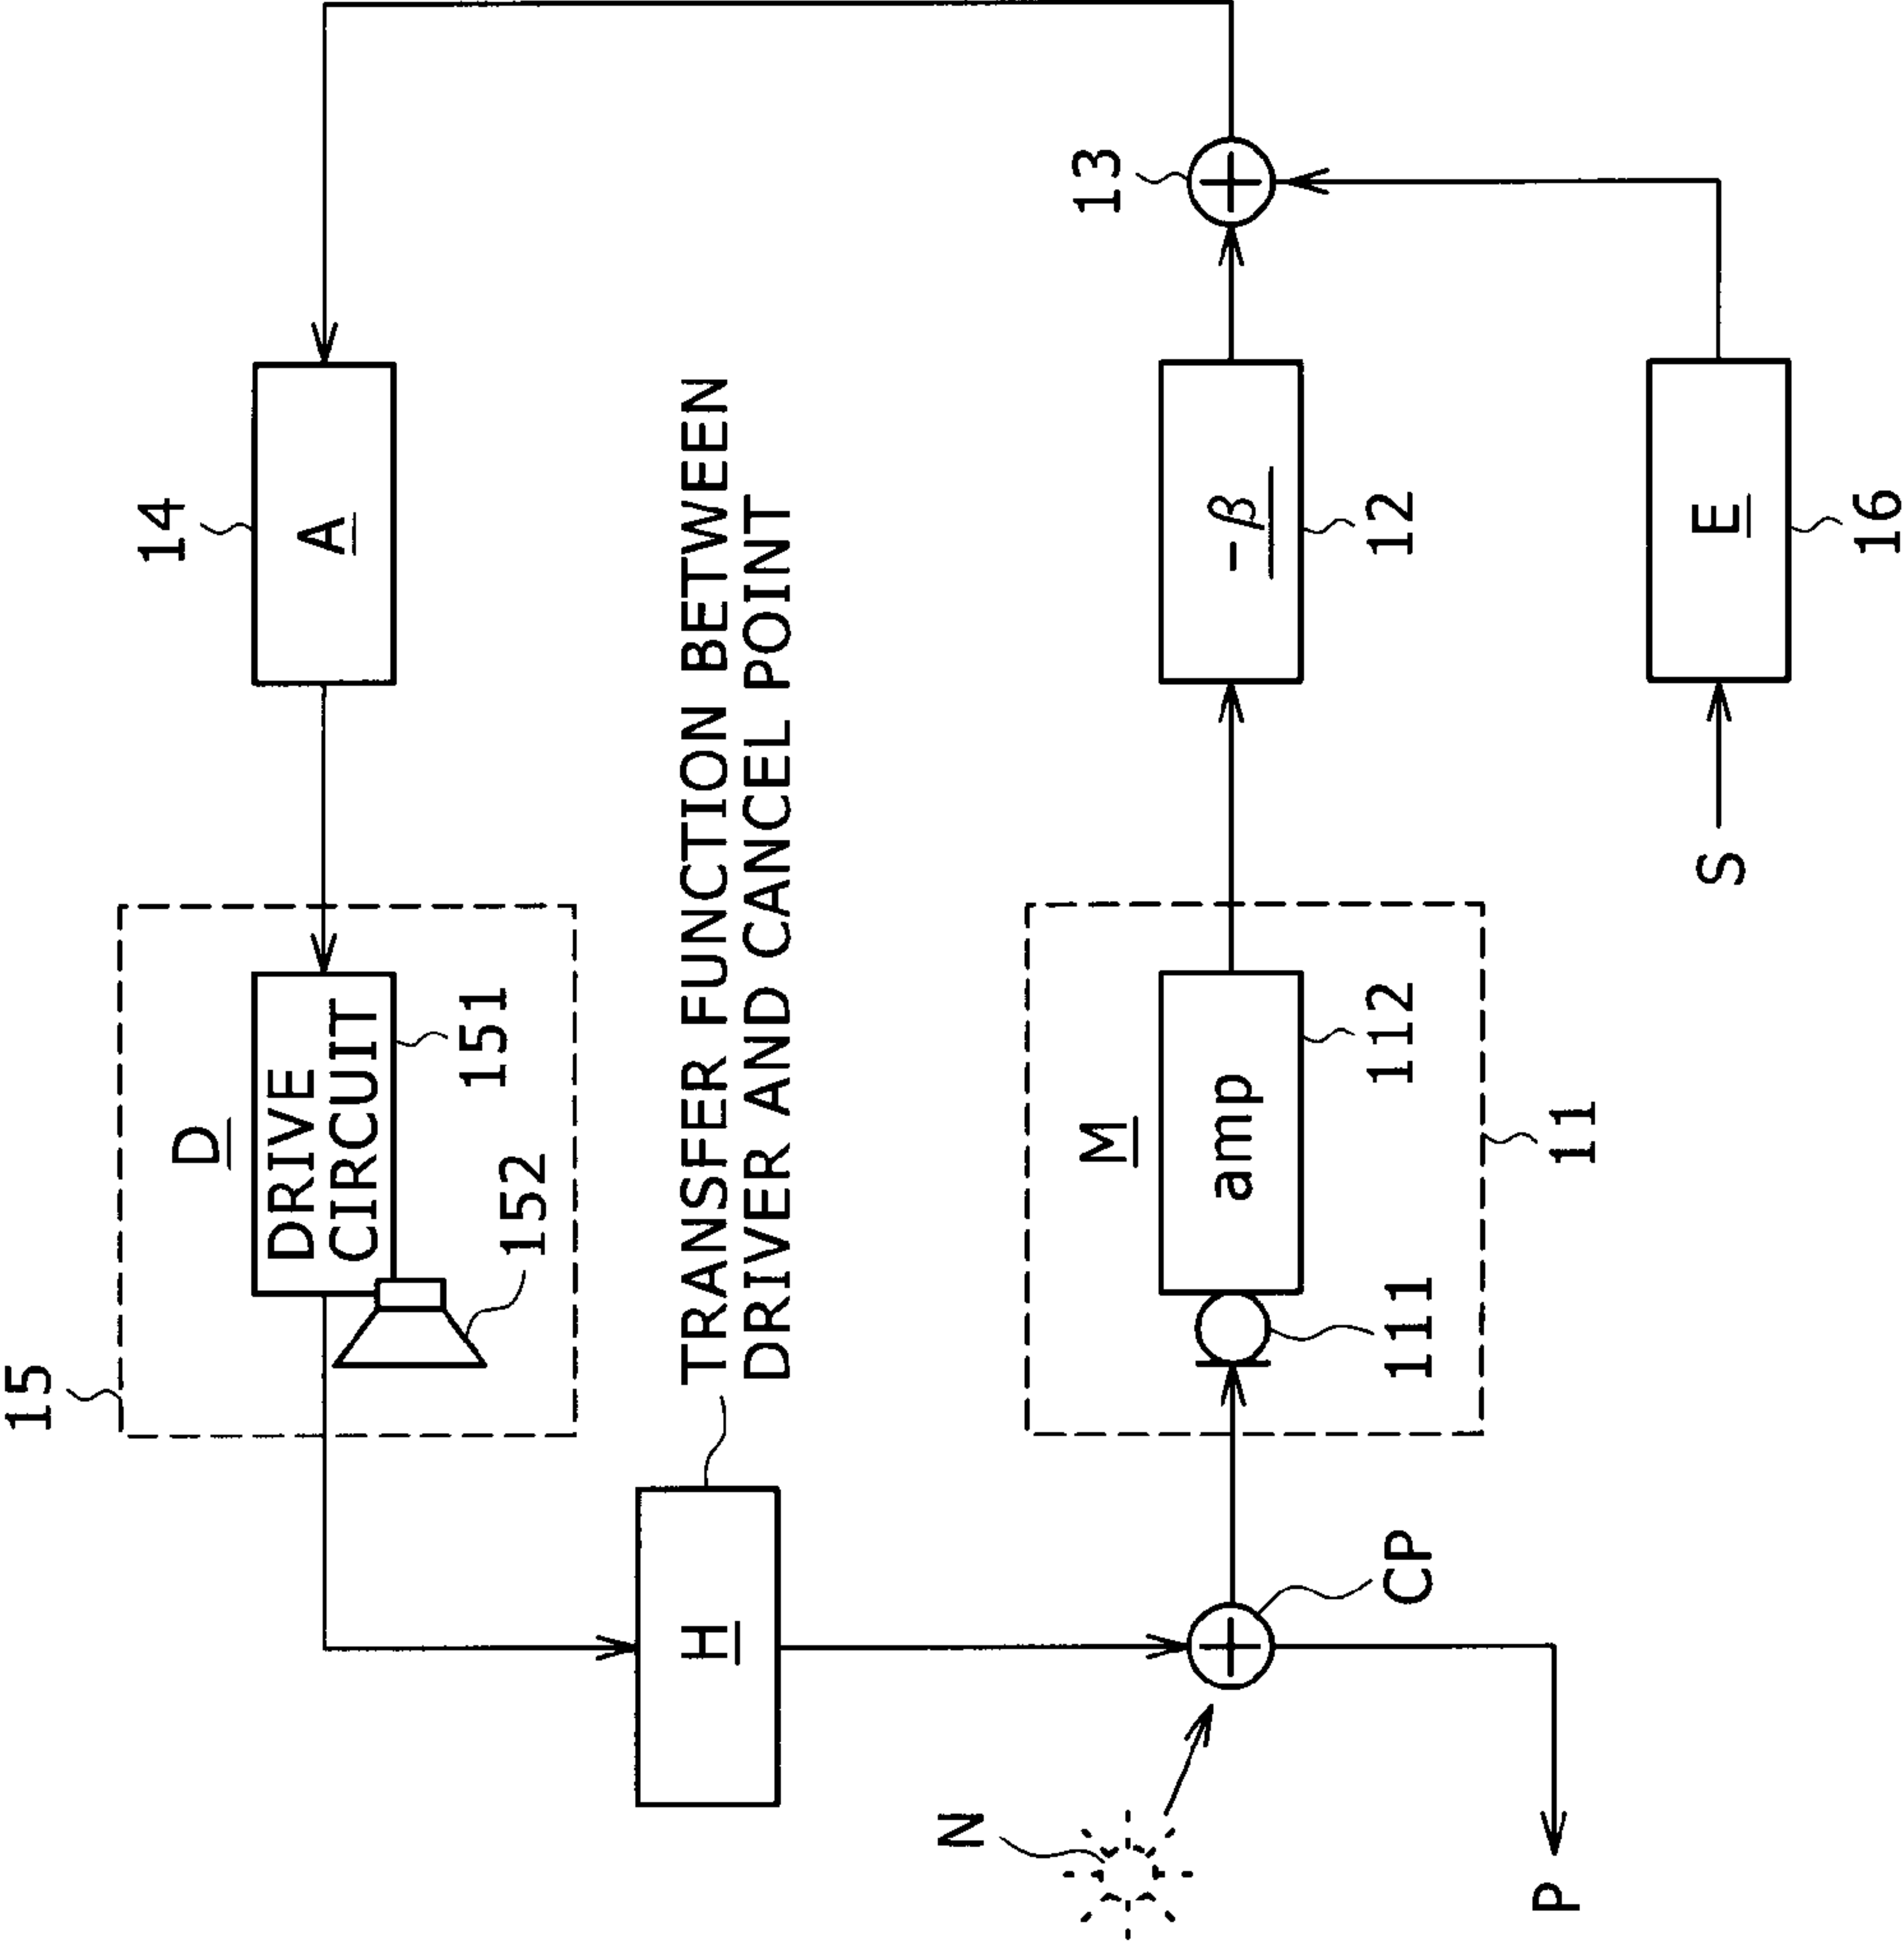 15
D
DRIVE
CIRCUIT
151
152
14
A
H
TRANSFER FUNCTION BETWEEN
DRIVER AND CANCEL POINT
N
CP
P
M
amp
111
112
11
-β
12
13
S
E
16